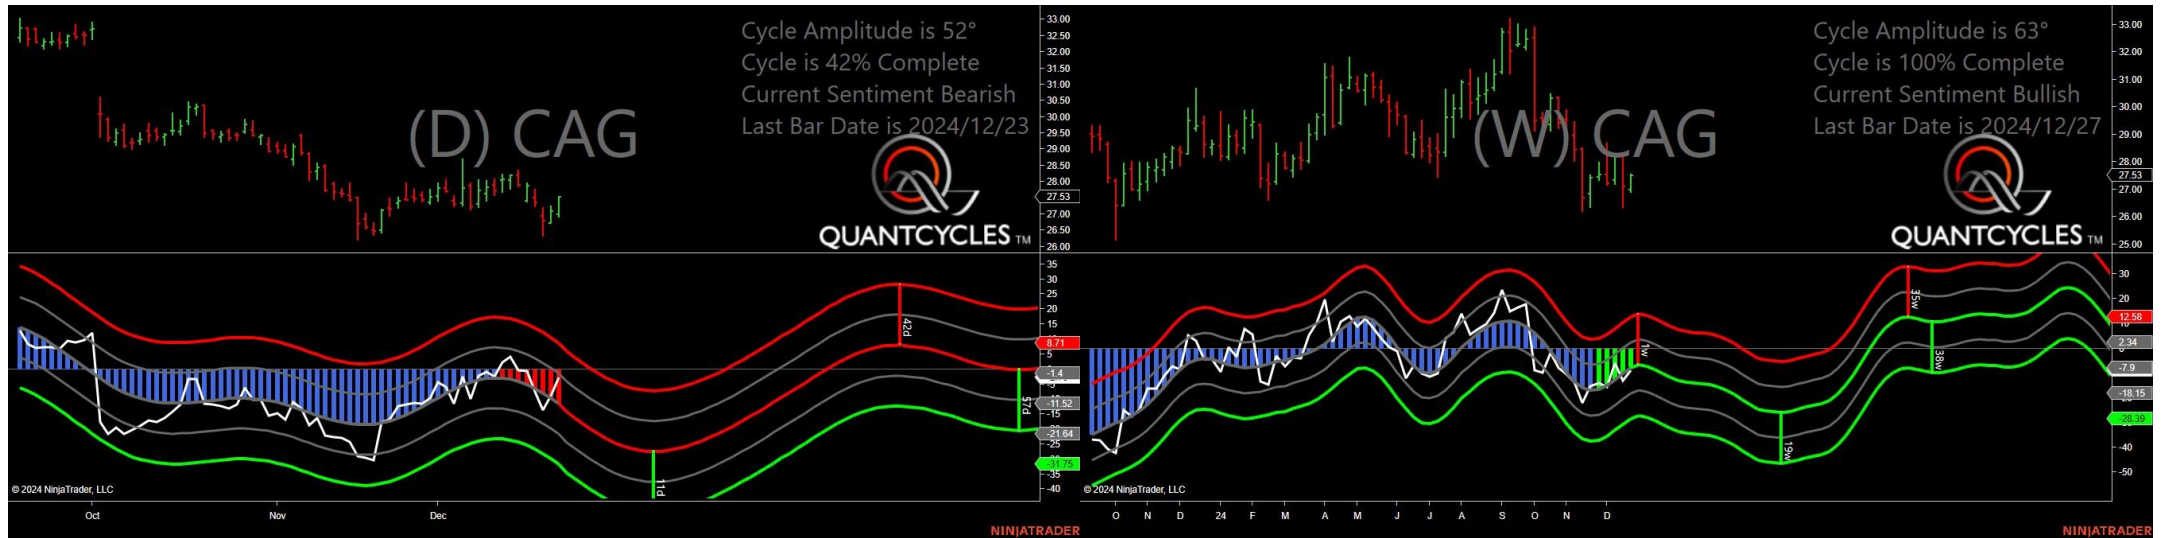 Cycle Amplitude is 52°
Cycle is 42% Complete
Current Sentiment Bearish
Last Bar Date is 2024/12/23
(D) CAG
QUANTCYCLES TM
33.00
32.50
32.00
31.50
31.00
30.50
30.00
29.50
29.00
28.50
28.00
27.53
27.00
26.50
26.00
35
30
25
20
15
8.71
5
-1.4
-11.52
-15
-21.64
-31.75
-35
-40
42d
57d
11d
© 2024 NinjaTrader, LLC
Oct Nov Dec
NINJATRADER
Cycle Amplitude is 63°
Cycle is 100% Complete
Current Sentiment Bullish
Last Bar Date is 2024/12/27
(W) CAG
QUANTCYCLES TM
33.00
32.00
31.00
30.00
29.00
28.00
27.53
27.00
26.00
25.00
30
20
12.58
2.34
-7.9
-18.15
-28.39
-40
-50
1w
35w
38w
19w
© 2024 NinjaTrader, LLC
O N D 24 F M A M J J A S O N D
NINJATRADER